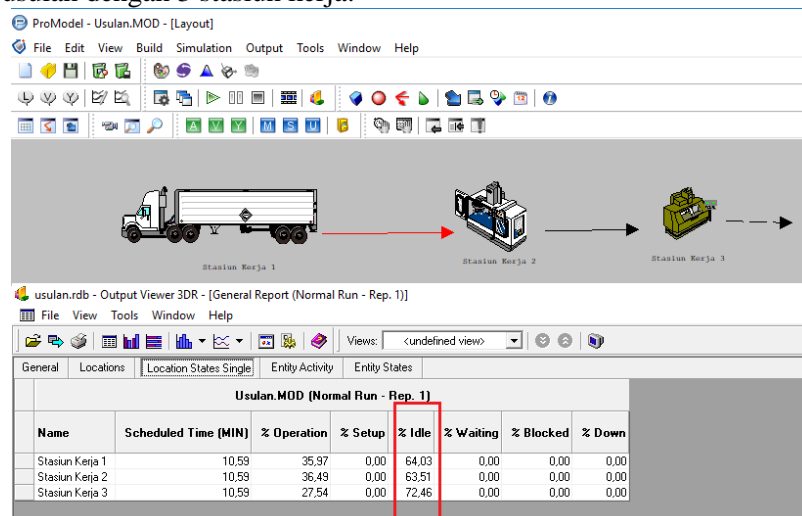 usulan dengan 3 stasiun kerja.
ProModel - Usulan.MOD - [Layout]
File Edit View Build Simulation Output Tools Window Help
A V Y M S U
Stasiun Kerja 1
Stasiun Kerja 2
Stasiun Kerja 3
usulan.rdb - Output Viewer 3DR - [General Report (Normal Run - Rep. 1)]
File View Tools Window Help
Views: <undefined view>
General Locations Location States Single Entity Activity Entity States
Usulan.MOD (Normal Run - Rep. 1)
Name Scheduled Time (MIN) % Operation % Setup % Idle % Waiting % Blocked % Down
Stasiun Kerja 1 10,59 35,97 0,00 64,03 0,00 0,00 0,00
Stasiun Kerja 2 10,59 36,49 0,00 63,51 0,00 0,00 0,00
Stasiun Kerja 3 10,59 27,54 0,00 72,46 0,00 0,00 0,00